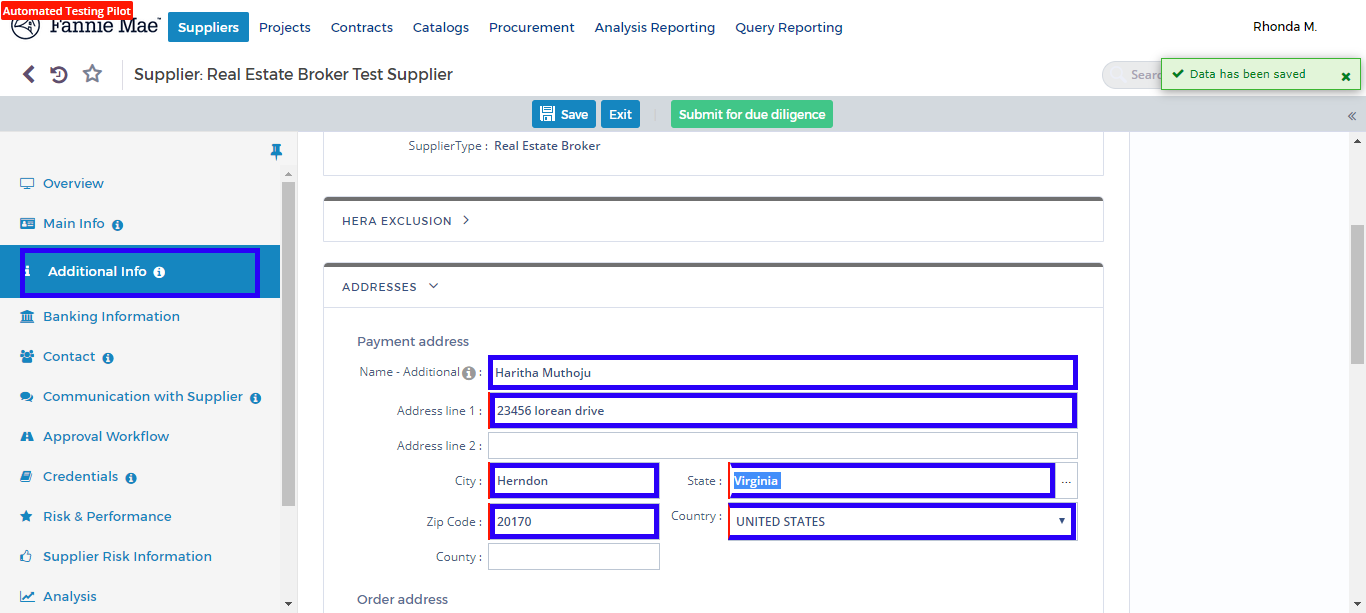 Automated Testing Pilot
Fannie Mae
Suppliers Projects Contracts Catalogs Procurement Analysis Reporting Query Reporting
Rhonda M.
Supplier: Real Estate Broker Test Supplier
Searc
Data has been saved
Save Exit Submit for due diligence
SupplierType : Real Estate Broker
Overview
Main Info
HERA EXCLUSION
Additional Info
ADDRESSES
Banking Information
Payment address
Contact
Name - Additional : Haritha Muthoju
Communication with Supplier
Address line 1 : 23456 lorean drive
Approval Workflow
Address line 2 :
Credentials
City : Herndon State : Virginia ...
Risk & Performance
Zip Code : 20170 Country : UNITED STATES
Supplier Risk Information
County :
Analysis
Order address